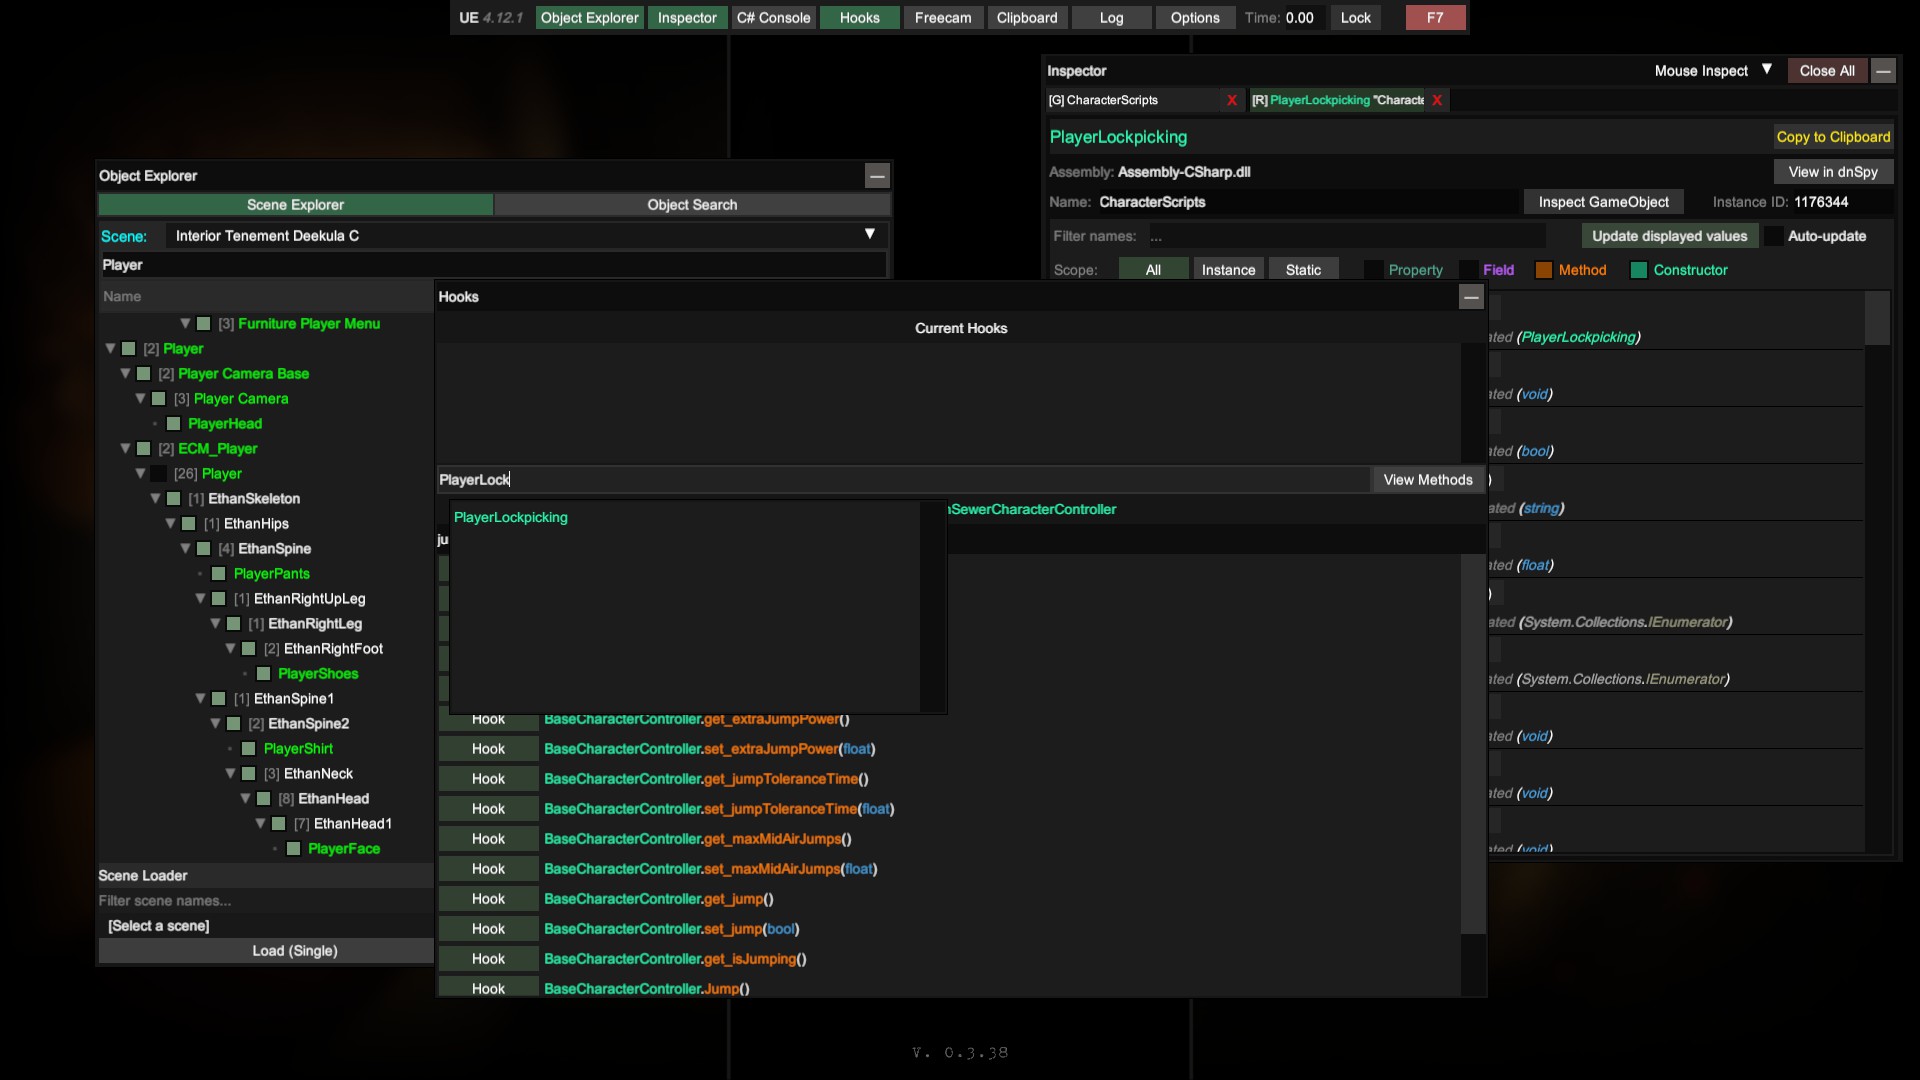 UE 4.12.1 Object Explorer Inspector C# Console Hooks Freecam Clipboard Log Options Time: 0.00 Lock F7
Inspector Mouse Inspect ▼ Close All —
[G] CharacterScripts X [R] PlayerLockpicking "Characte X
PlayerLockpicking Copy to Clipboard
Assembly: Assembly-CSharp.dll View in dnSpy
Name: CharacterScripts Inspect GameObject Instance ID: 1176344
Filter names: ... Update displayed values Auto-update
Scope: All Instance Static Property Field Method Constructor
ated (PlayerLockpicking)
ated (void)
ated (bool)
)
ated (string)
ated (float)
)
ated (System.Collections.IEnumerator)
ated (System.Collections.IEnumerator)
ated (void)
ated (void)
ated (void)
Object Explorer —
Scene Explorer Object Search
Scene: Interior Tenement Deekula C ▼
Player
Name
▼ [3] Furniture Player Menu
▼ [2] Player
▼ [2] Player Camera Base
▼ [3] Player Camera
PlayerHead
▼ [2] ECM_Player
▼ [26] Player
▼ [1] EthanSkeleton
▼ [1] EthanHips
▼ [4] EthanSpine
PlayerPants
▼ [1] EthanRightUpLeg
▼ [1] EthanRightLeg
▼ [2] EthanRightFoot
PlayerShoes
▼ [1] EthanSpine1
▼ [2] EthanSpine2
PlayerShirt
▼ [3] EthanNeck
▼ [8] EthanHead
▼ [7] EthanHead1
PlayerFace
Scene Loader
Filter scene names...
[Select a scene]
Load (Single)
Hooks —
Current Hooks
PlayerLock View Methods
PlayerLockpicking
SewerCharacterController
ju
Hook BaseCharacterController.get_extraJumpPower()
Hook BaseCharacterController.set_extraJumpPower(float)
Hook BaseCharacterController.get_jumpToleranceTime()
Hook BaseCharacterController.set_jumpToleranceTime(float)
Hook BaseCharacterController.get_maxMidAirJumps()
Hook BaseCharacterController.set_maxMidAirJumps(float)
Hook BaseCharacterController.get_jump()
Hook BaseCharacterController.set_jump(bool)
Hook BaseCharacterController.get_isJumping()
Hook BaseCharacterController.Jump()
V. 0.3.38